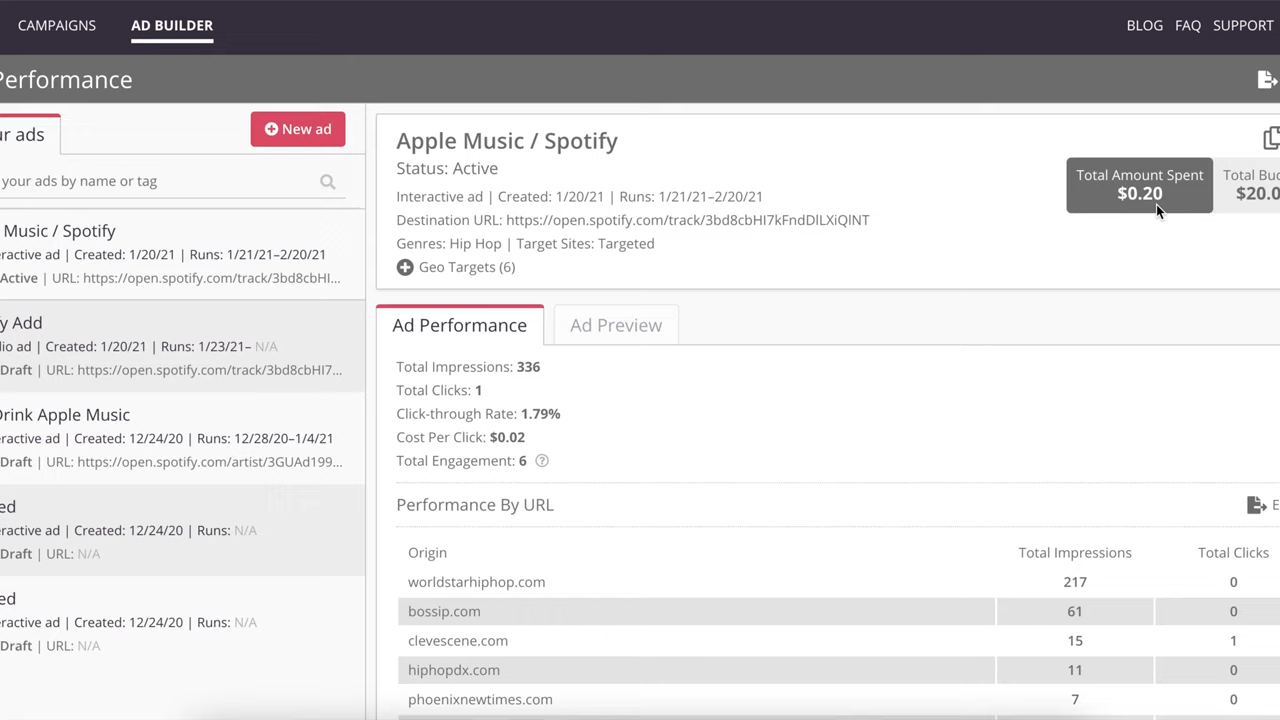 CAMPAIGNS AD BUILDER BLOG FAQ SUPPORT
Performance
ur ads
New ad
your ads by name or tag
Music / Spotify
eractive ad | Created: 1/20/21 | Runs: 1/21/21–2/20/21
Active | URL: https://open.spotify.com/track/3bd8cbHI...
y Add
dio ad | Created: 1/20/21 | Runs: 1/23/21– N/A
Draft | URL: https://open.spotify.com/track/3bd8cbHI7...
Drink Apple Music
eractive ad | Created: 12/24/20 | Runs: 12/28/20–1/4/21
Draft | URL: https://open.spotify.com/artist/3GUAd199...
ed
eractive ad | Created: 12/24/20 | Runs: N/A
Draft | URL: N/A
ed
eractive ad | Created: 12/24/20 | Runs: N/A
Draft | URL: N/A
Apple Music / Spotify
Status: Active
Interactive ad | Created: 1/20/21 | Runs: 1/21/21–2/20/21
Destination URL: https://open.spotify.com/track/3bd8cbHI7kFndDlLXiQlNT
Genres: Hip Hop | Target Sites: Targeted
Geo Targets (6)
Total Amount Spent
$0.20
Total Buc
$20.0
Ad Performance Ad Preview
Total Impressions: 336
Total Clicks: 1
Click-through Rate: 1.79%
Cost Per Click: $0.02
Total Engagement: 6
Performance By URL E
Origin Total Impressions Total Clicks
worldstarhiphop.com 217 0
bossip.com 61 0
clevescene.com 15 1
hiphopdx.com 11 0
phoenixnewtimes.com 7 0